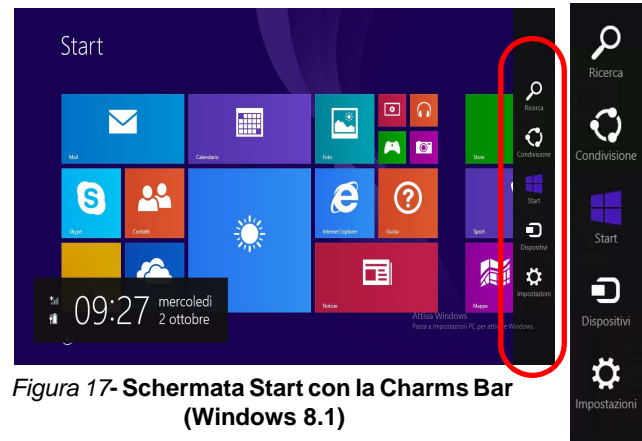 Start
Mail
Calendario
Foto
Store
Skype
Contatti
Internet Explorer
Guida
Sport
Notizie
Mappe
09:27
mercoledì
2 ottobre
Attiva Windows
Passa a Impostazioni PC per attivare Windows.
Ricerca
Condivisione
Start
Dispositivi
Impostazioni
Ricerca
Condivisione
Start
Dispositivi
Impostazioni
Figura 17- Schermata Start con la Charms Bar
(Windows 8.1)